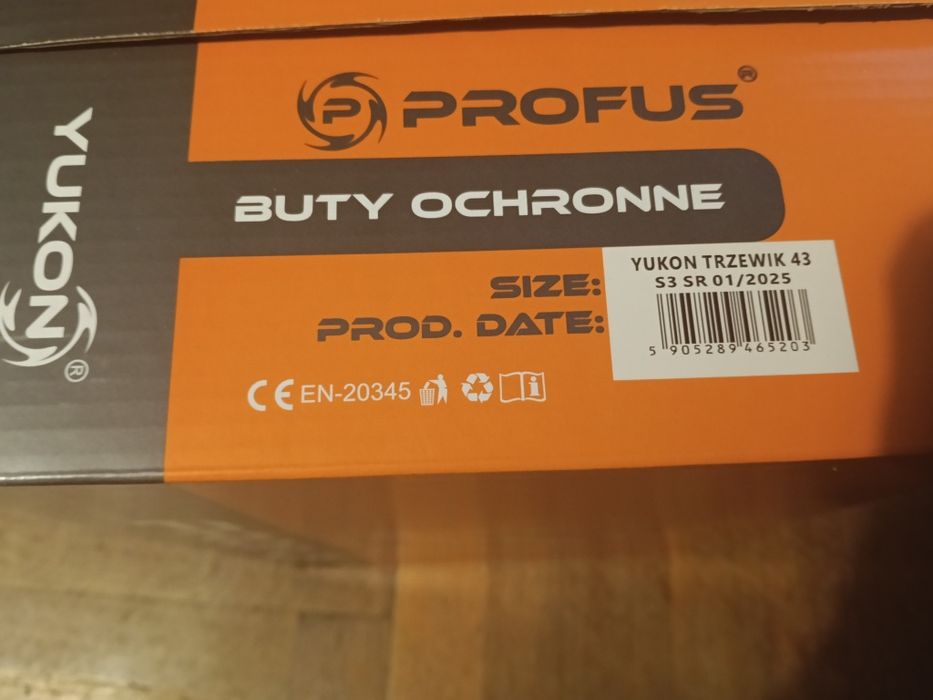 PROFUS®
BUTY OCHRONNE
YUKON®
SIZE:
YUKON TRZEWIK 43
S3 SR 01/2025
PROD. DATE:
5 905289 465203
CE EN-20345